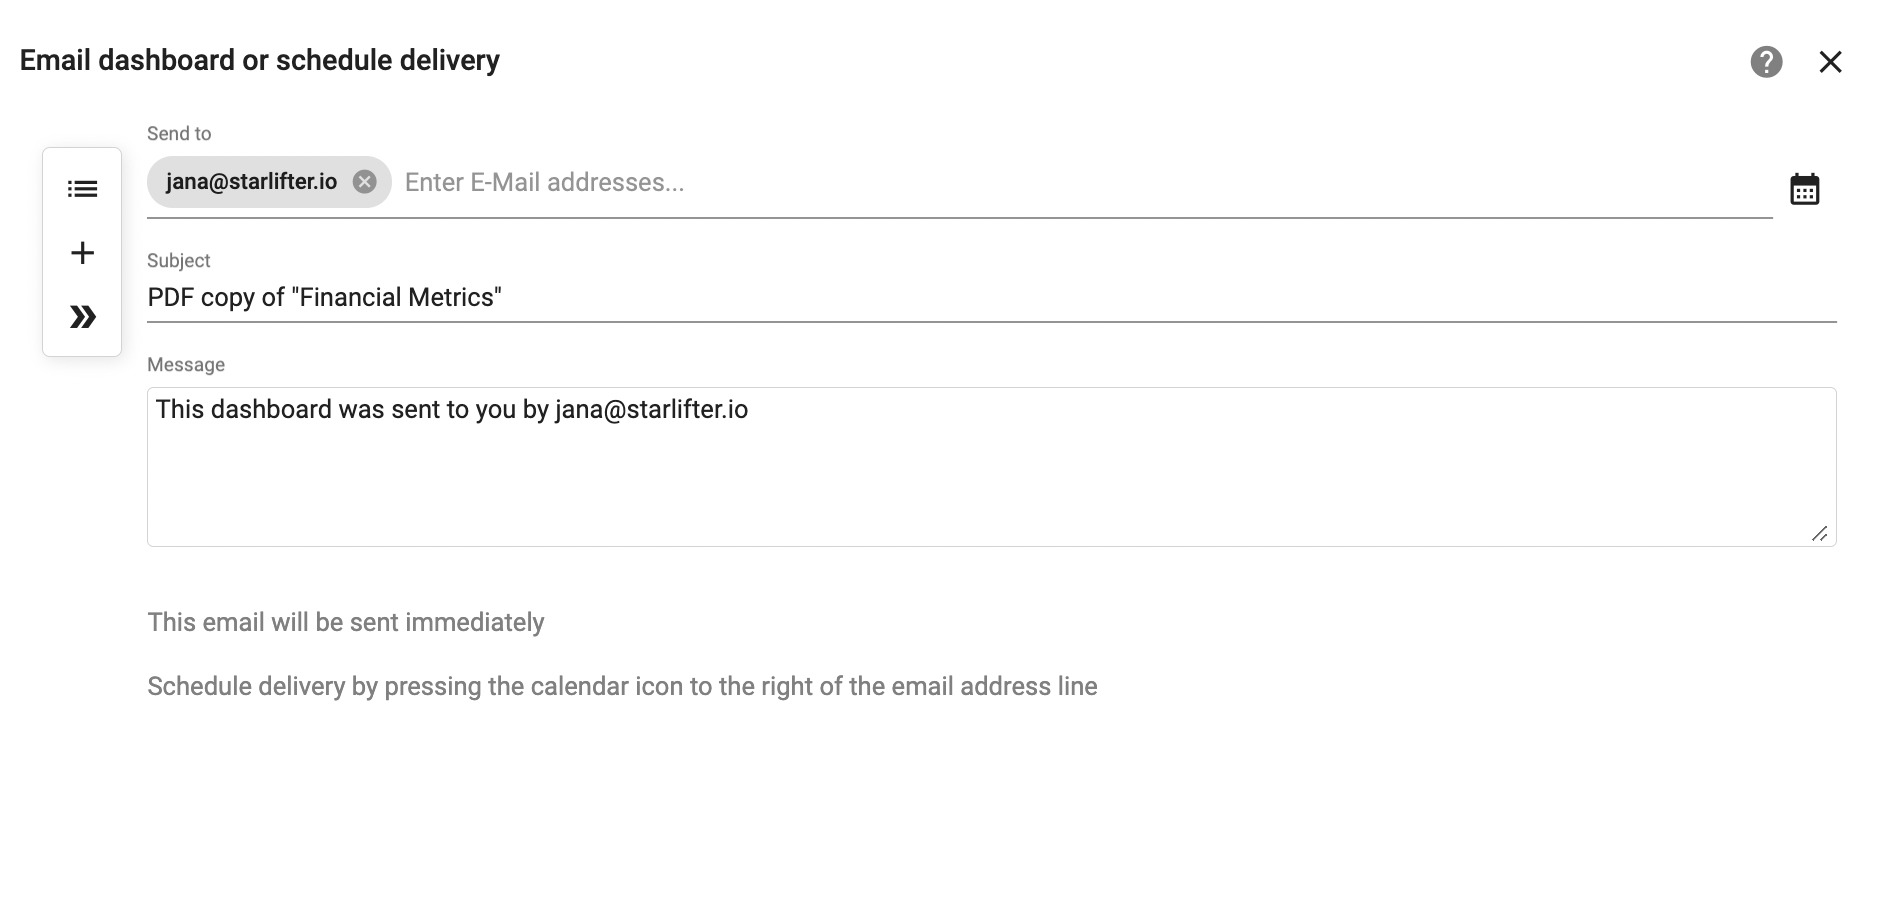 Email dashboard or schedule delivery
Send to
jana@starlifter.io Enter E-Mail addresses...
Subject
PDF copy of "Financial Metrics"
Message
This dashboard was sent to you by jana@starlifter.io
This email will be sent immediately
Schedule delivery by pressing the calendar icon to the right of the email address line